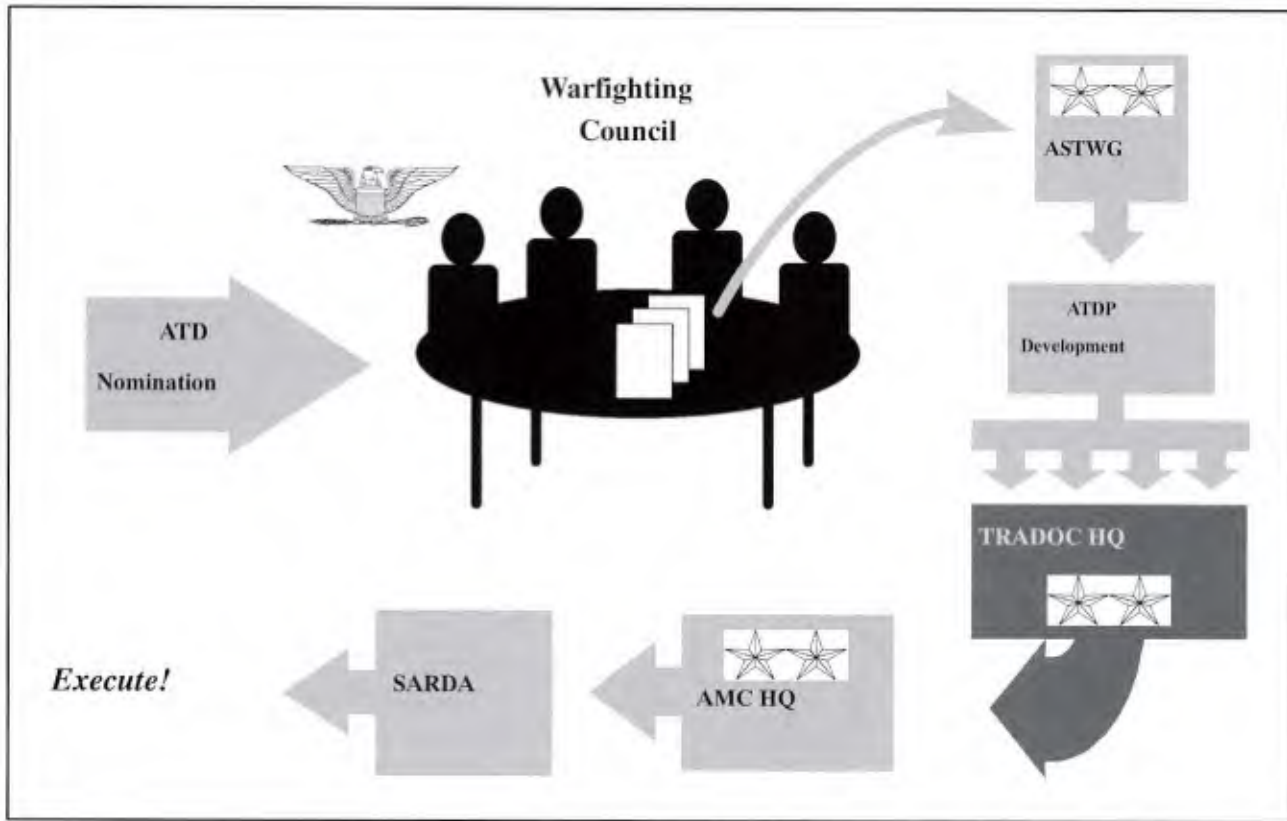 Warfighting
Council
ASTWG
ATD
Nomination
ATDP
Development
TRADOC HQ
AMC HQ
SARDA
Execute!